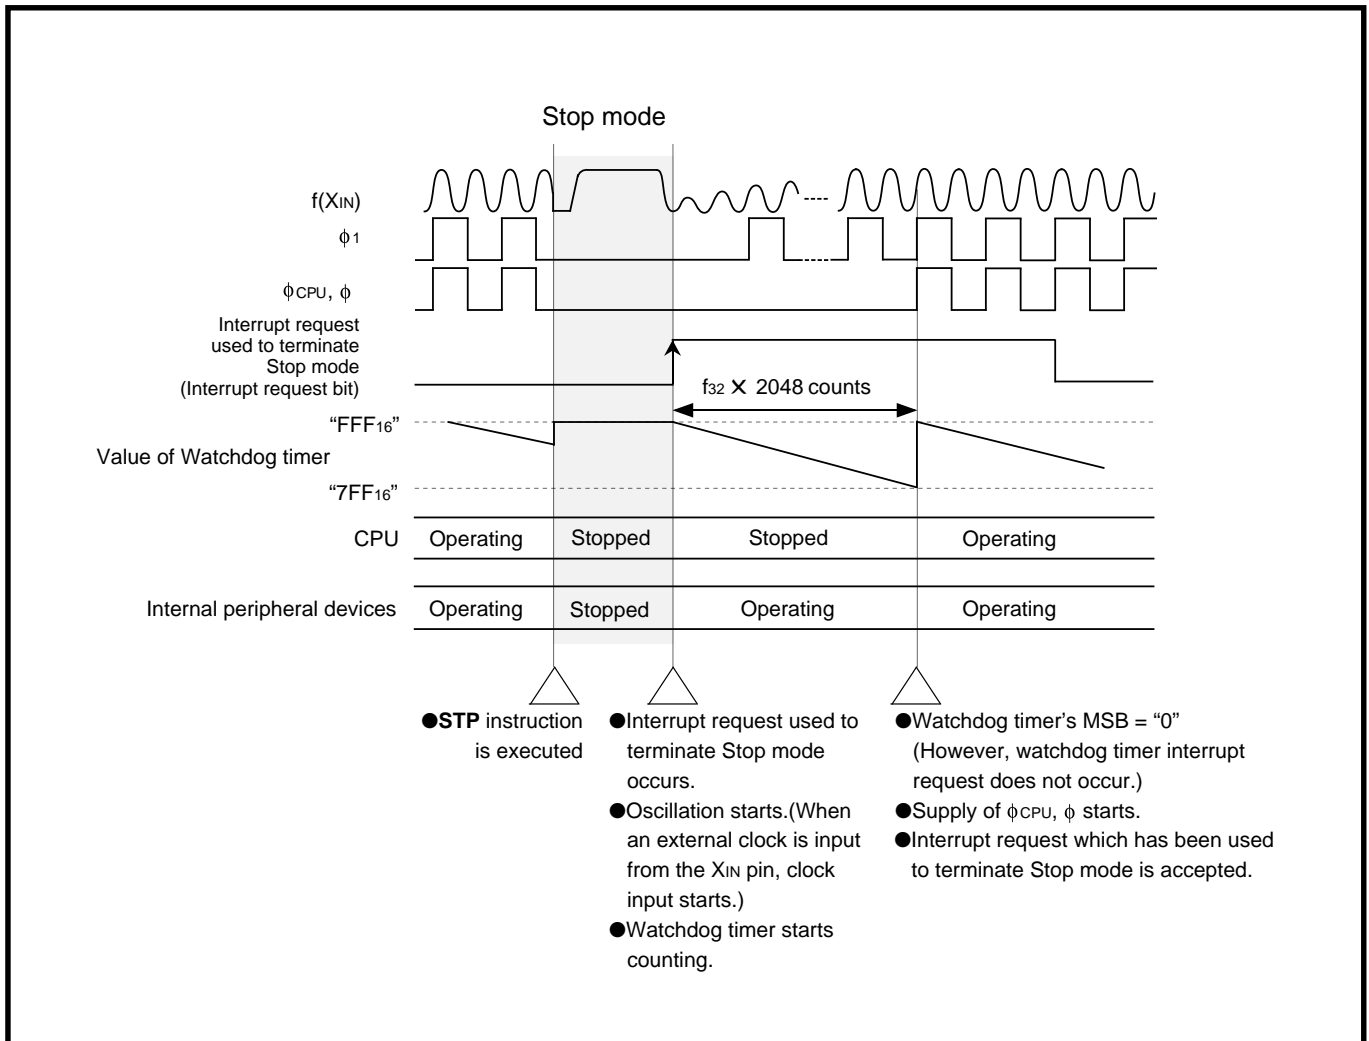 Stop mode
f(XIN)
ϕ1
ϕCPU, ϕ
Interrupt request
used to terminate
Stop mode
(Interrupt request bit)
f32 ✕ 2048 counts
“FFF16”
Value of Watchdog timer
“7FF16”
CPU Operating Stopped Stopped Operating
Internal peripheral devices Operating Stopped Operating Operating
●STP instruction
is executed
●Interrupt request used to
terminate Stop mode
occurs.
●Oscillation starts.(When
an external clock is input
from the XIN pin, clock
input starts.)
●Watchdog timer starts
counting.
●Watchdog timer’s MSB = “0”
(However, watchdog timer interrupt
request does not occur.)
●Supply of ϕCPU, ϕ starts.
●Interrupt request which has been used
to terminate Stop mode is accepted.